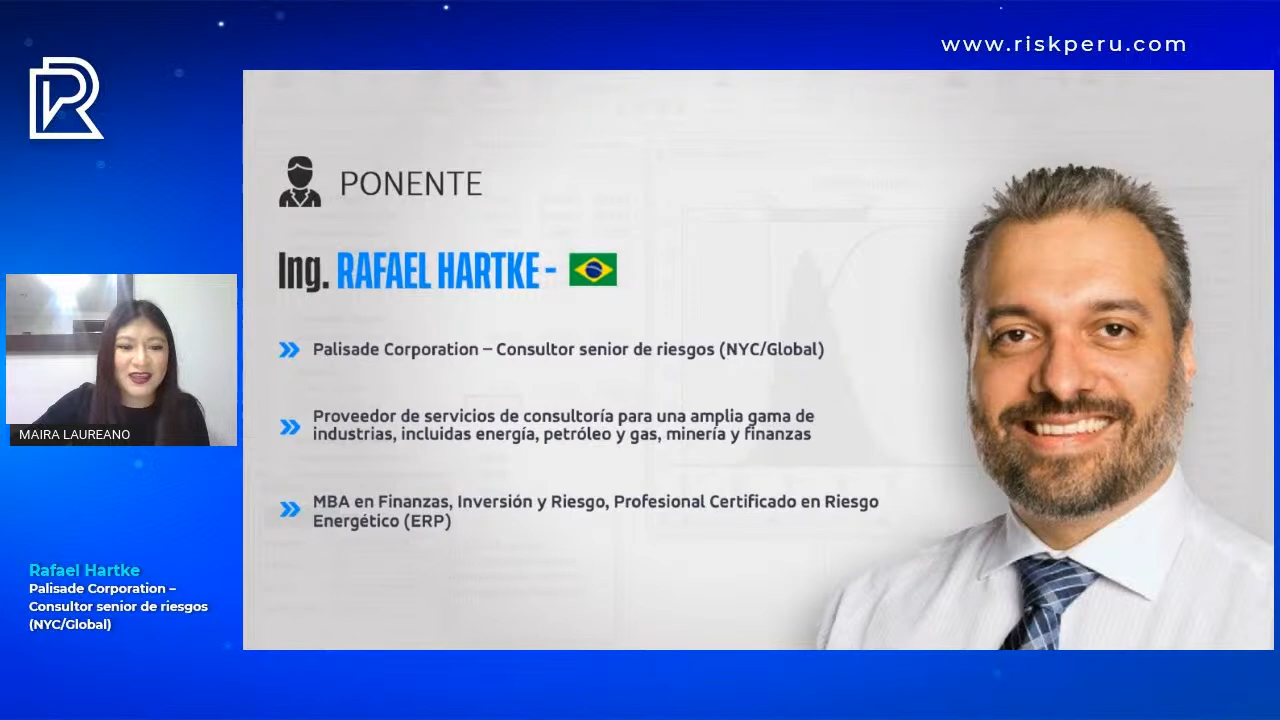 www.riskperu.com
PONENTE
Ing. RAFAEL HARTKE -
Palisade Corporation – Consultor senior de riesgos (NYC/Global)
Proveedor de servicios de consultoría para una amplia gama de
industrias, incluidas energía, petróleo y gas, minería y finanzas
MBA en Finanzas, Inversión y Riesgo, Profesional Certificado en Riesgo
Energético (ERP)
MAIRA LAUREANO
Rafael Hartke
Palisade Corporation –
Consultor senior de riesgos
(NYC/Global)